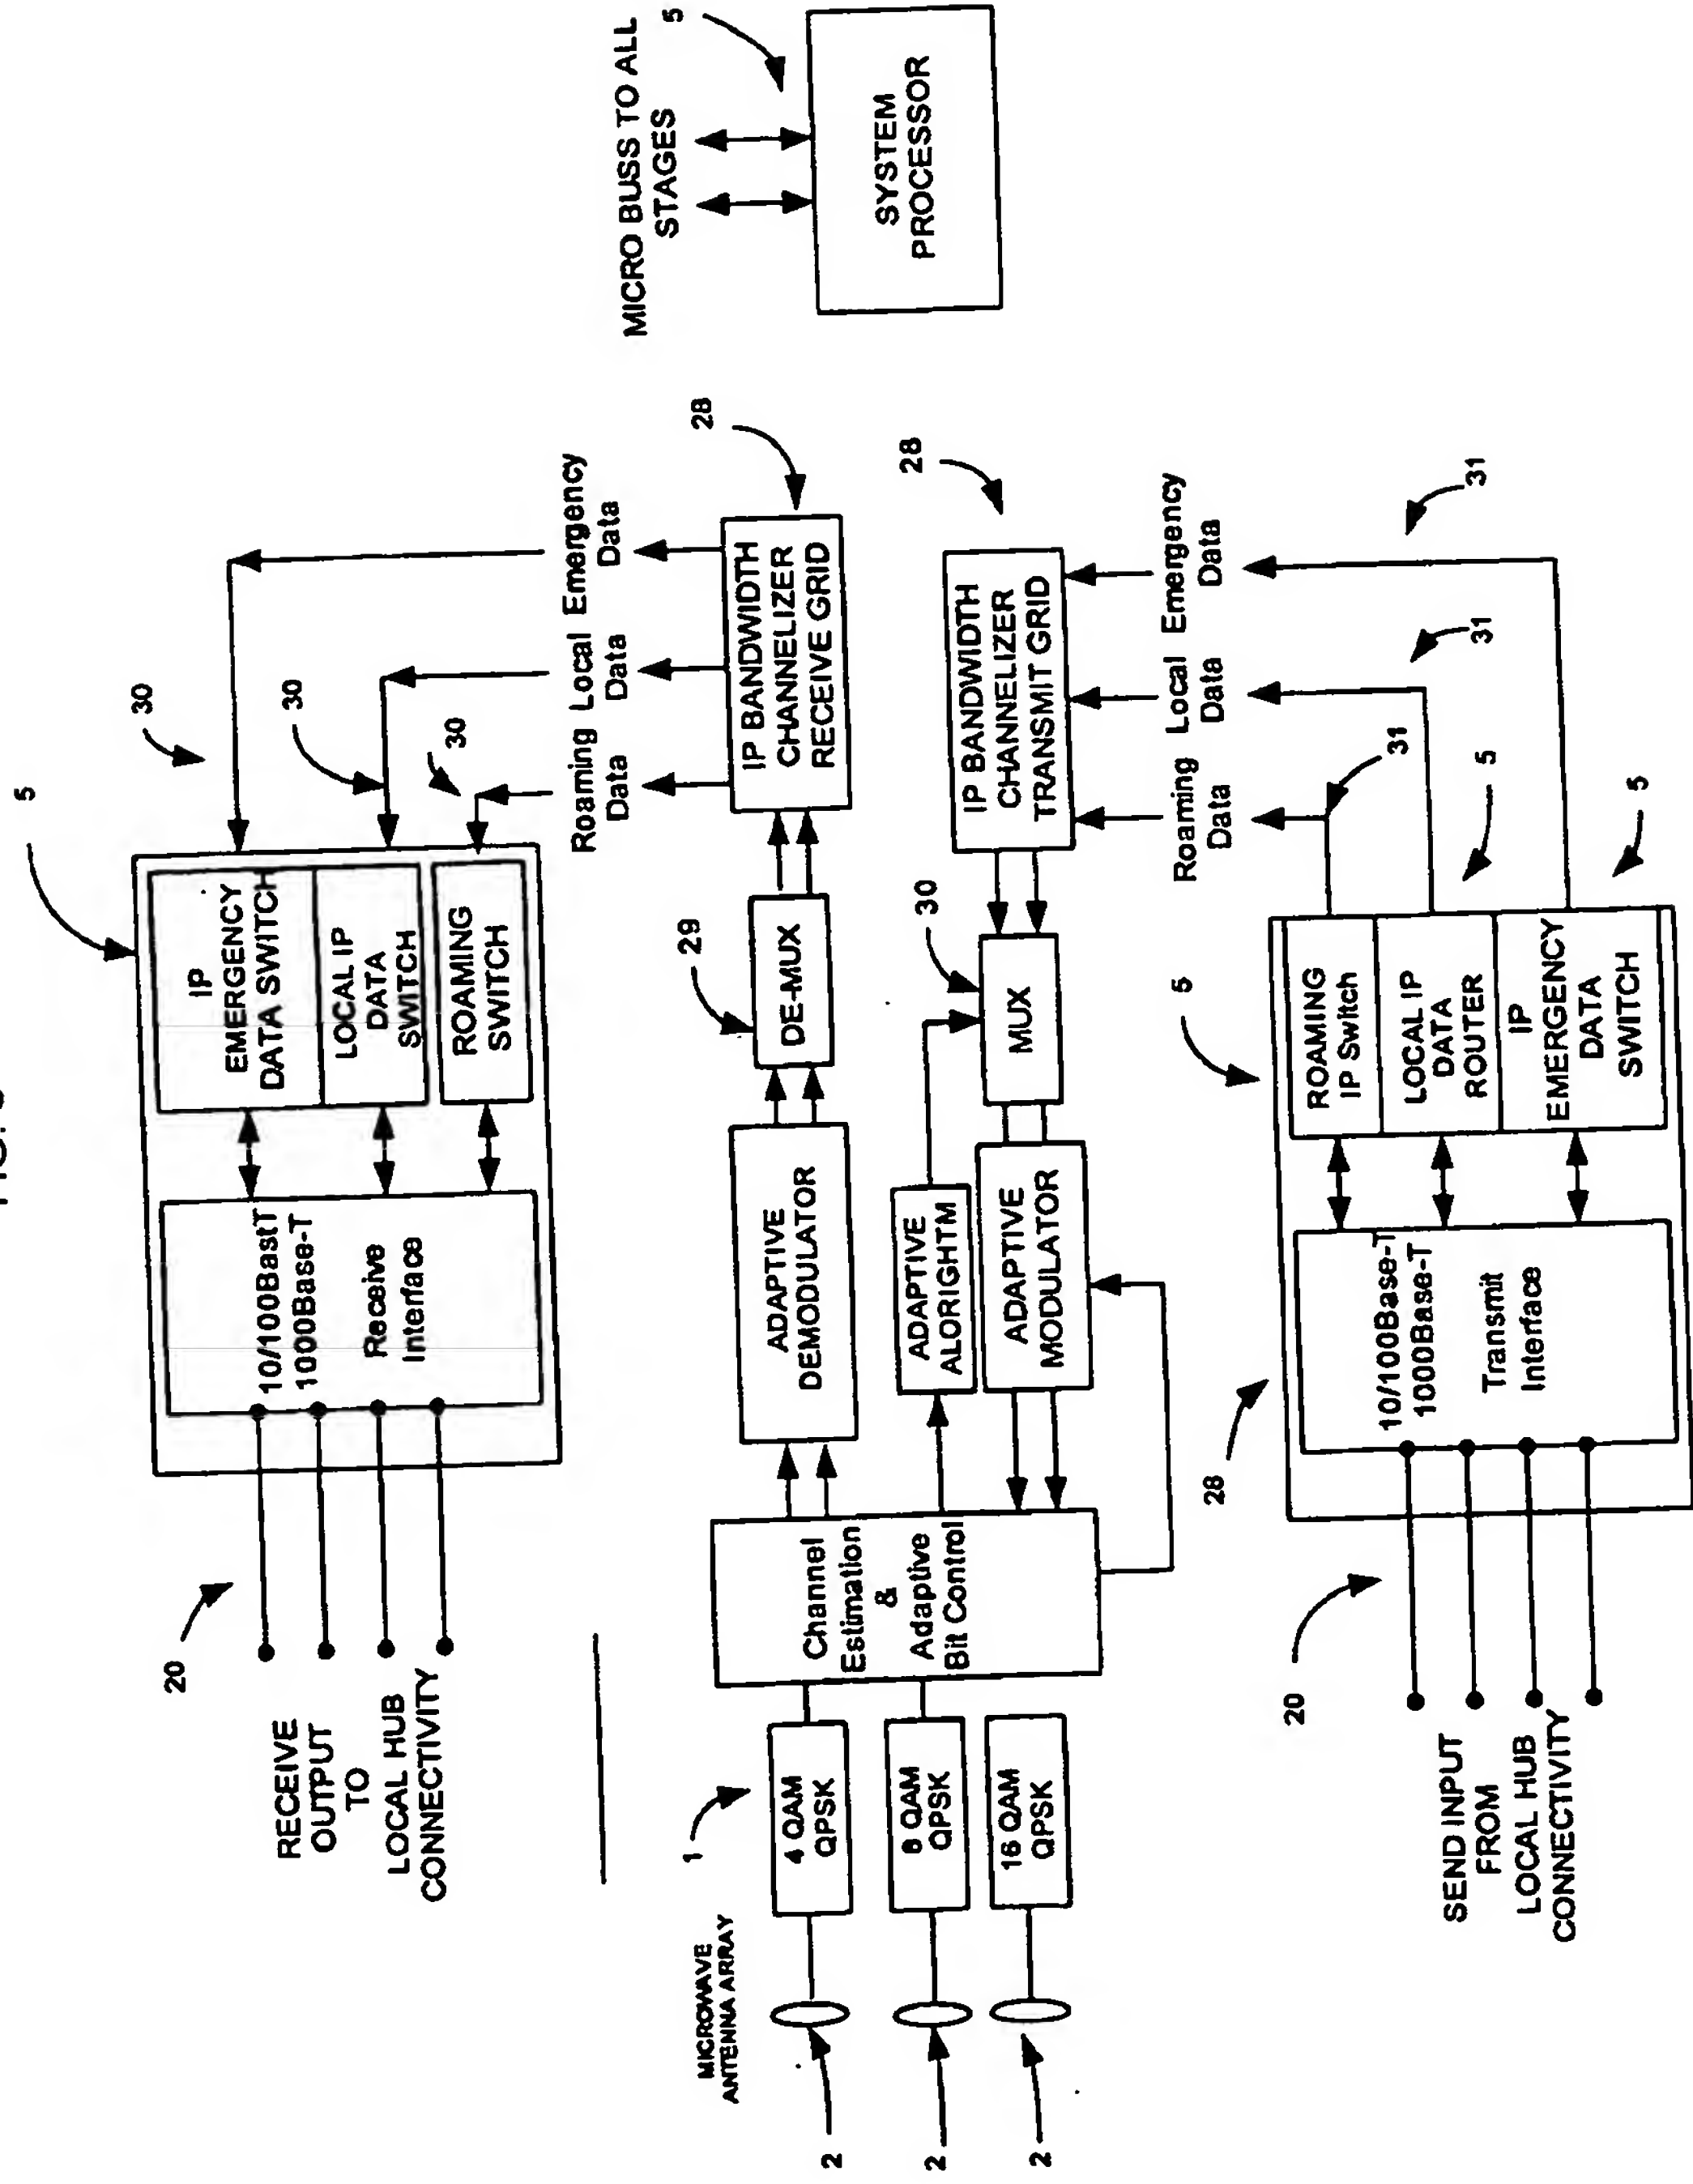 5
RECEIVE
OUTPUT
TO
LOCAL HUB
CONNECTIVITY
20
10/100BastT
1000Base-T
Receive
Interface
IP
EMERGENCY
DATA SWITCH
LOCAL IP
DATA
SWITCH
ROAMING
SWITCH
30
30
30
Roaming
Data
Local
Data
Emergency
Data
MICRO BUSS TO ALL
STAGES
5
SYSTEM
PROCESSOR
MICROWAVE
ANTENNA ARRAY
2
2
2
1
4 QAM
QPSK
8 QAM
QPSK
16 QAM
QPSK
Channel
Estimation
&
Adaptive
Bit Control
ADAPTIVE
DEMODULATOR
29
DE-MUX
IP BANDWIDTH
CHANNELIZER
RECEIVE GRID
28
ADAPTIVE
ALORIGHTM
ADAPTIVE
MODULATOR
30
MUX
IP BANDWIDTH
CHANNELIZER
TRANSMIT GRID
28
Roaming
Data
Local
Data
Emergency
Data
31
31
31
SEND INPUT
FROM
LOCAL HUB
CONNECTIVITY
20
28
10/100Base-T
1000Base-T
Transmit
Interface
5
ROAMING
IP Switch
LOCAL IP
DATA
ROUTER
IP
EMERGENCY
DATA
SWITCH
5
5